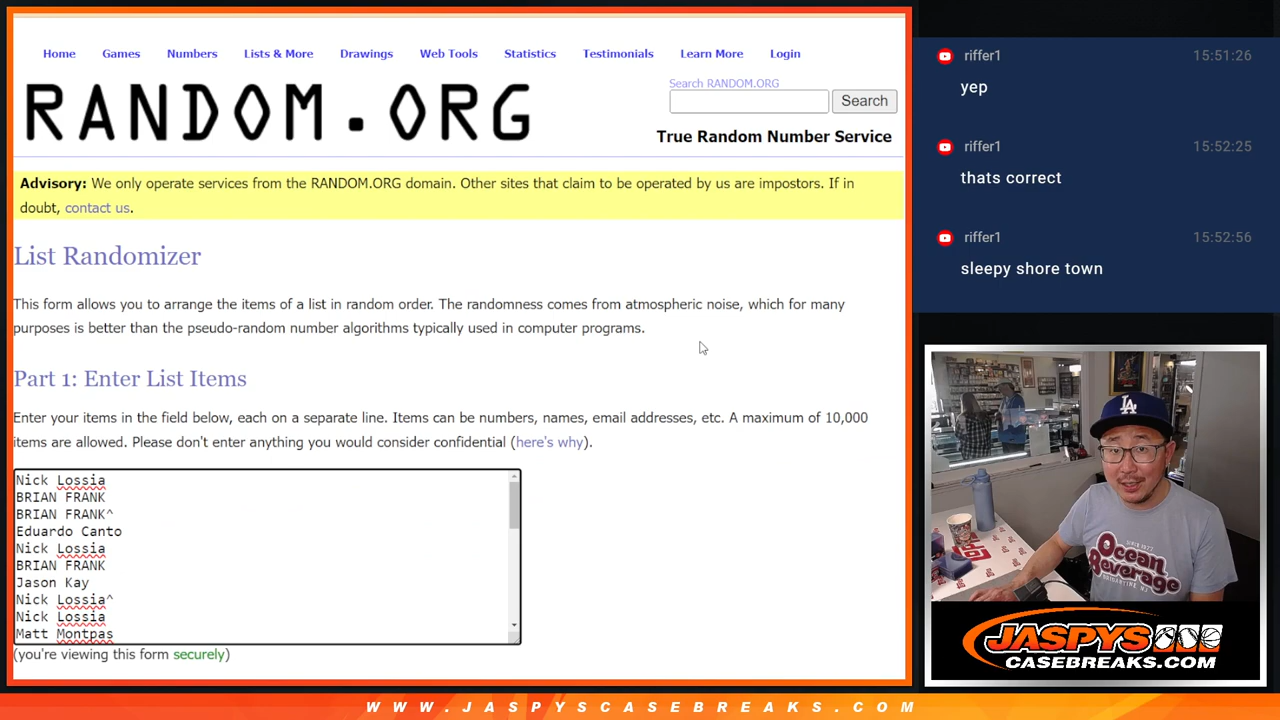 Home Games Numbers Lists & More Drawings Web Tools Statistics Testimonials Learn More Login
RANDOM.ORG
Search RANDOM.ORG
Search
True Random Number Service
Advisory: We only operate services from the RANDOM.ORG domain. Other sites that claim to be operated by us are impostors. If in
doubt, contact us.
List Randomizer
This form allows you to arrange the items of a list in random order. The randomness comes from atmospheric noise, which for many
purposes is better than the pseudo-random number algorithms typically used in computer programs.
Part 1: Enter List Items
Enter your items in the field below, each on a separate line. Items can be numbers, names, email addresses, etc. A maximum of 10,000
items are allowed. Please don't enter anything you would consider confidential (here's why).
Nick Lossia
BRIAN FRANK
BRIAN FRANK^
Eduardo Canto
Nick Lossia
BRIAN FRANK
Jason Kay
Nick Lossia^
Nick Lossia
Matt Montpas
(you're viewing this form securely)
riffer1 15:51:26
yep
riffer1 15:52:25
thats correct
riffer1 15:52:56
sleepy shore town
LA
SINCE 1977
Ocean
Beverage
JASPYS
CASEBREAKS.COM
WWW.JASPYSCASEBREAKS.COM